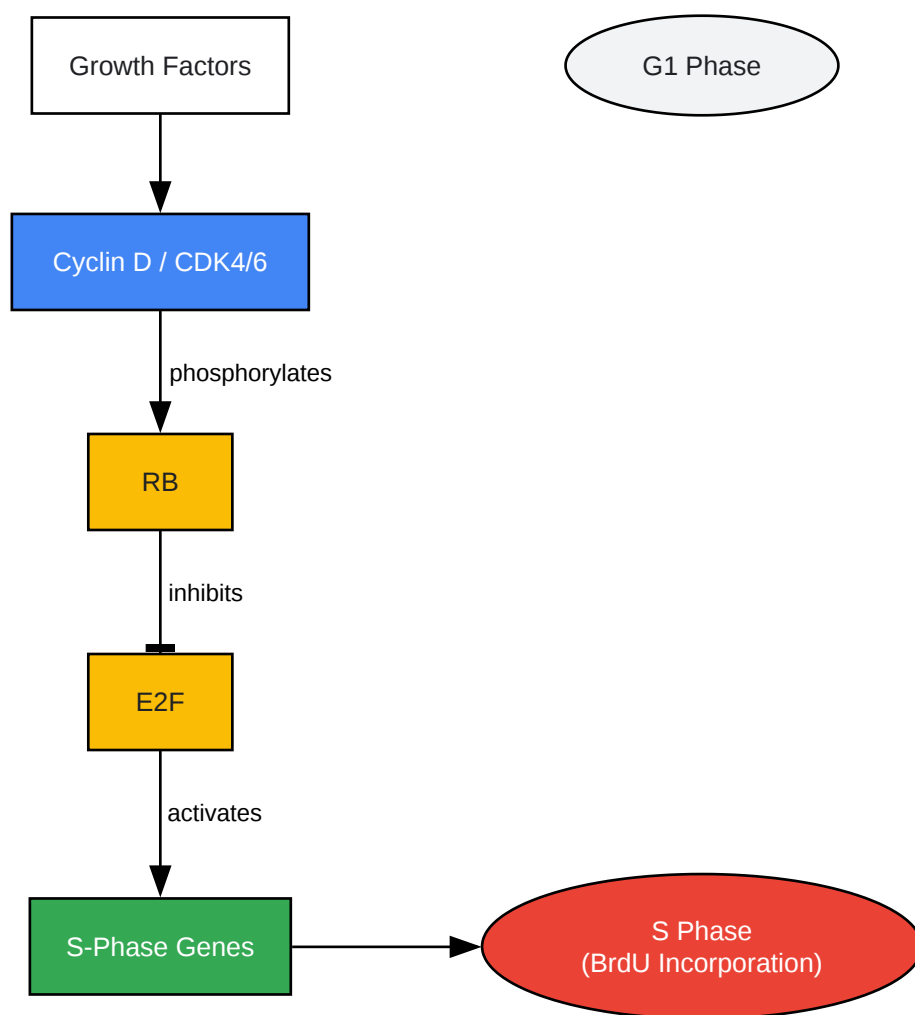 Growth Factors
G1 Phase
Cyclin D / CDK4/6
phosphorylates
RB
inhibits
E2F
activates
S-Phase Genes
S Phase
(BrdU Incorporation)